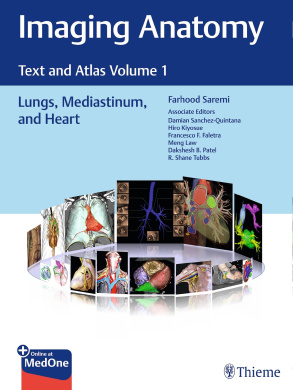 Imaging Anatomy
Text and Atlas Volume 1
Lungs, Mediastinum,
and Heart
Farhood Saremi
Associate Editors
Damian Sanchez-Quintana
Hiro Kiyosue
Francesco F. Faletra
Meng Law
Dakshesh B. Patel
R. Shane Tubbs
Online at
MedOne
Thieme